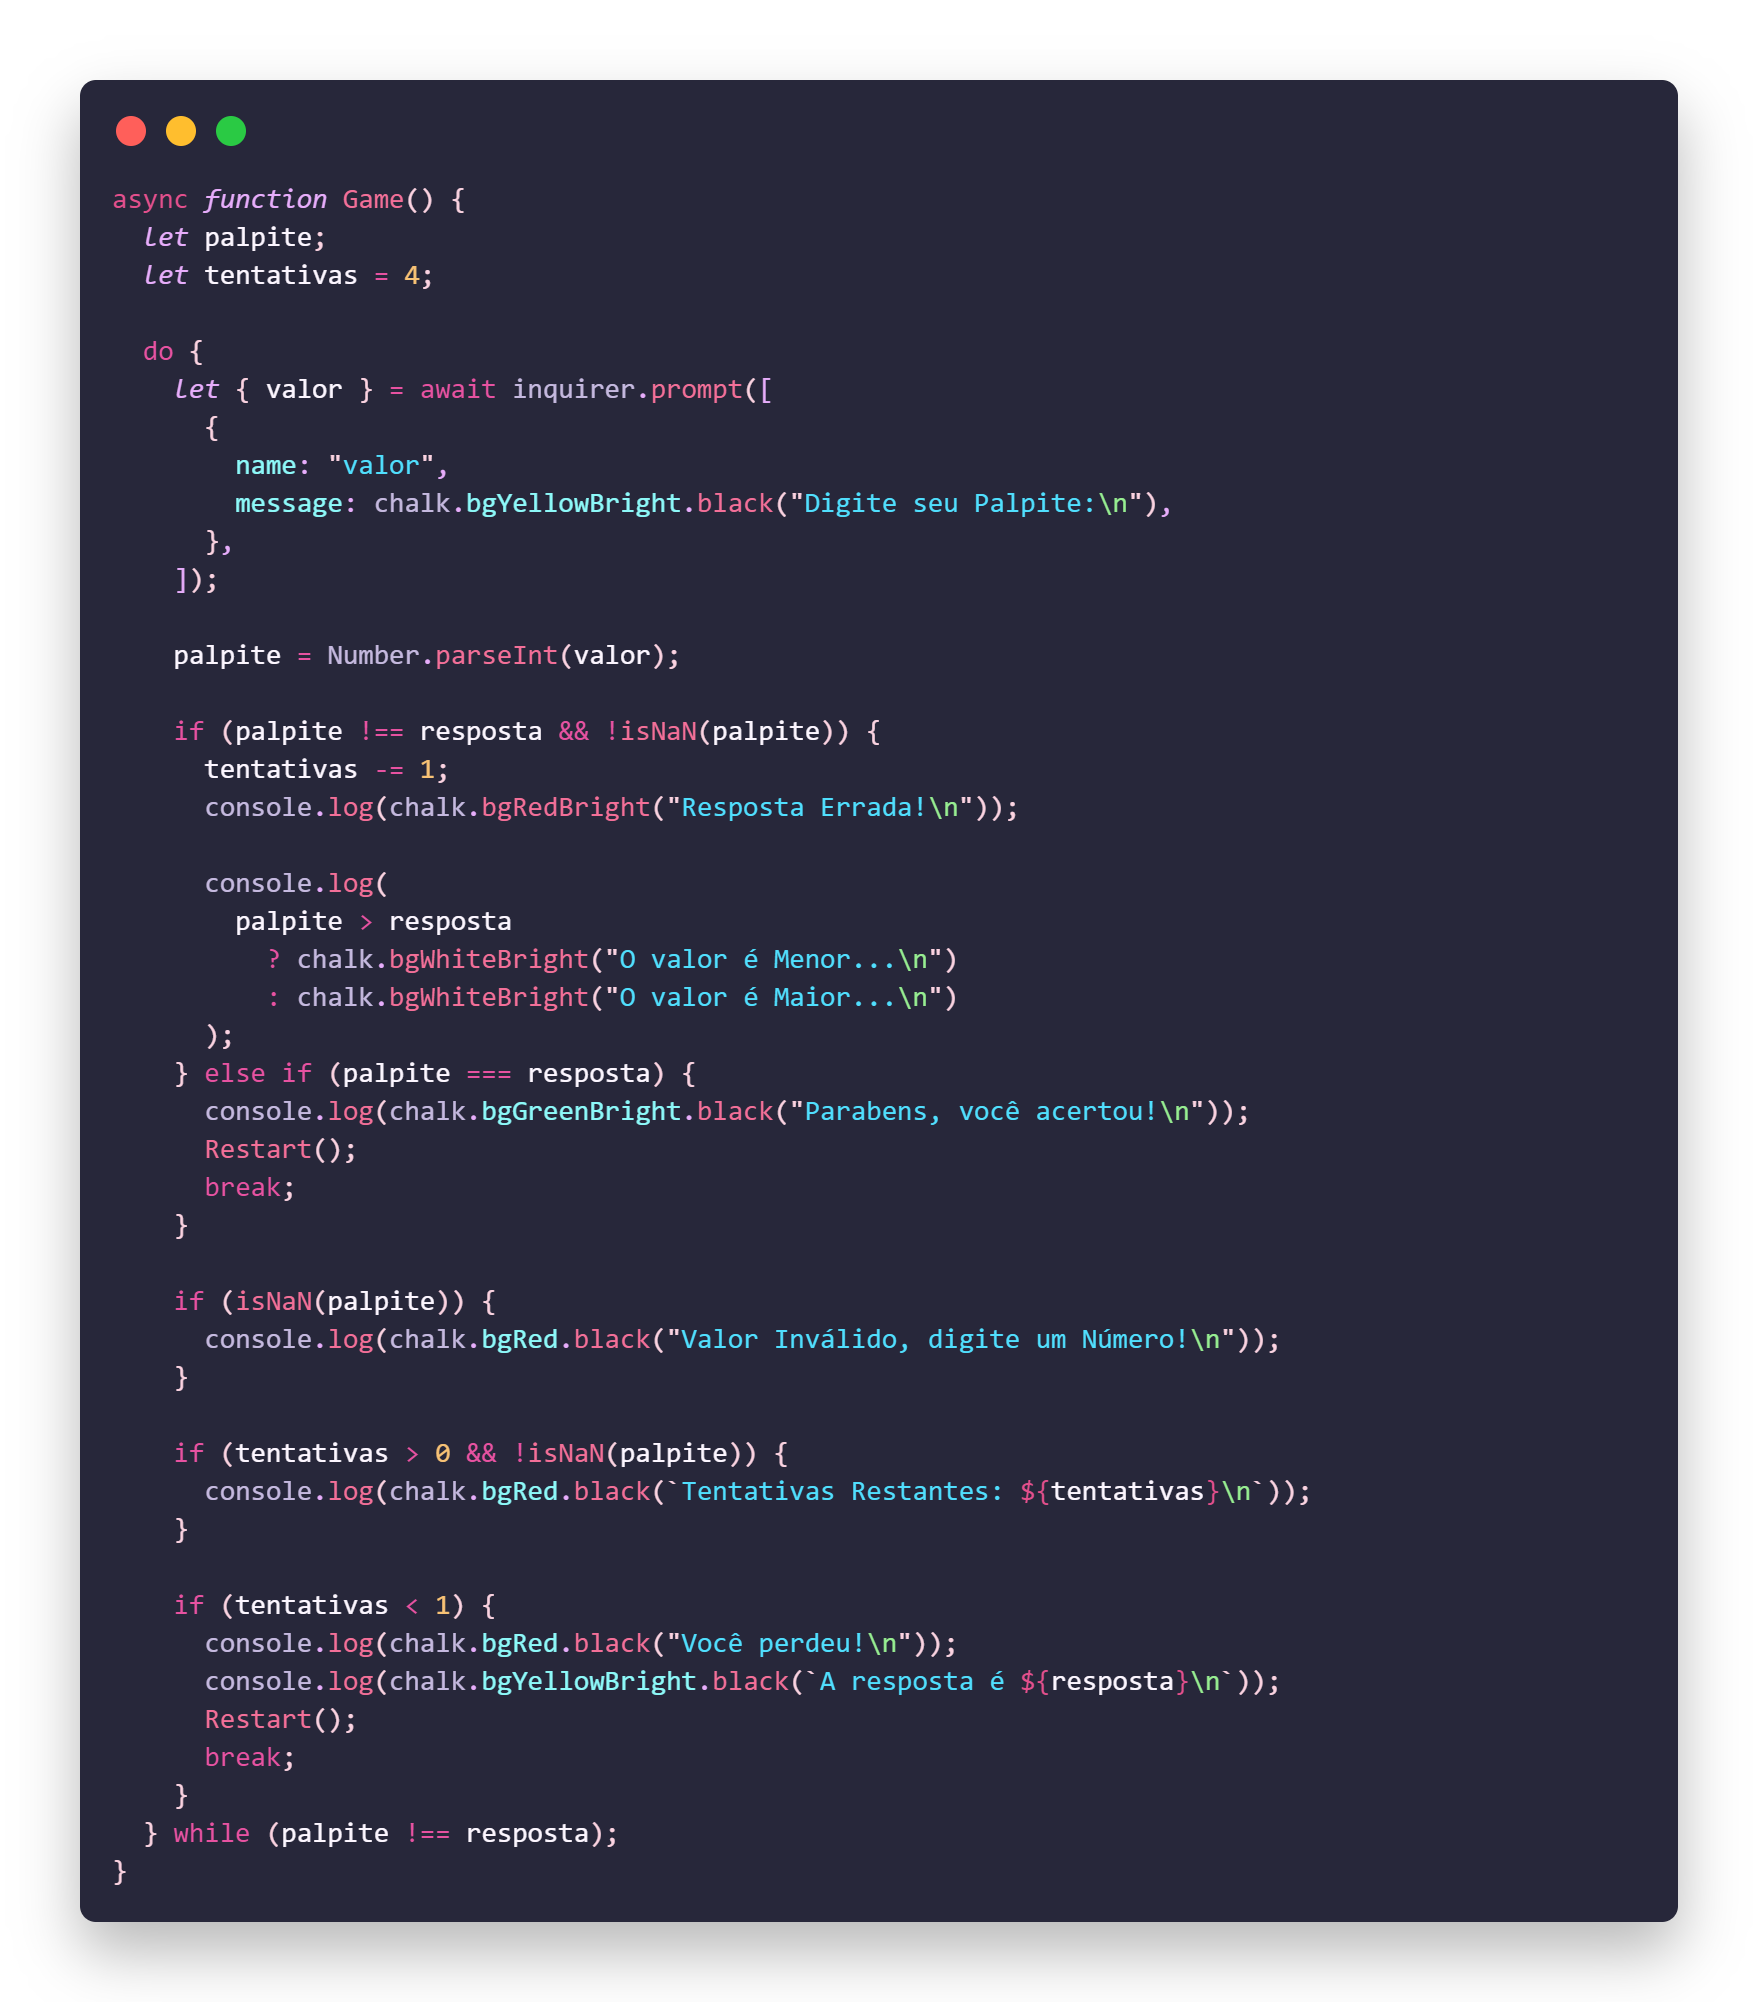 async function Game() {
  let palpite;
  let tentativas = 4;

  do {
    let { valor } = await inquirer.prompt([
      {
        name: "valor",
        message: chalk.bgYellowBright.black("Digite seu Palpite:\n"),
      },
    ]);

    palpite = Number.parseInt(valor);

    if (palpite !== resposta && !isNaN(palpite)) {
      tentativas -= 1;
      console.log(chalk.bgRedBright("Resposta Errada!\n"));

      console.log(
        palpite > resposta
          ? chalk.bgWhiteBright("O valor é Menor...\n")
          : chalk.bgWhiteBright("O valor é Maior...\n")
      );
    } else if (palpite === resposta) {
      console.log(chalk.bgGreenBright.black("Parabens, você acertou!\n"));
      Restart();
      break;
    }

    if (isNaN(palpite)) {
      console.log(chalk.bgRed.black("Valor Inválido, digite um Número!\n"));
    }

    if (tentativas > 0 && !isNaN(palpite)) {
      console.log(chalk.bgRed.black(`Tentativas Restantes: ${tentativas}\n`));
    }

    if (tentativas < 1) {
      console.log(chalk.bgRed.black("Você perdeu!\n"));
      console.log(chalk.bgYellowBright.black(`A resposta é ${resposta}\n`));
      Restart();
      break;
    }
  } while (palpite !== resposta);
}